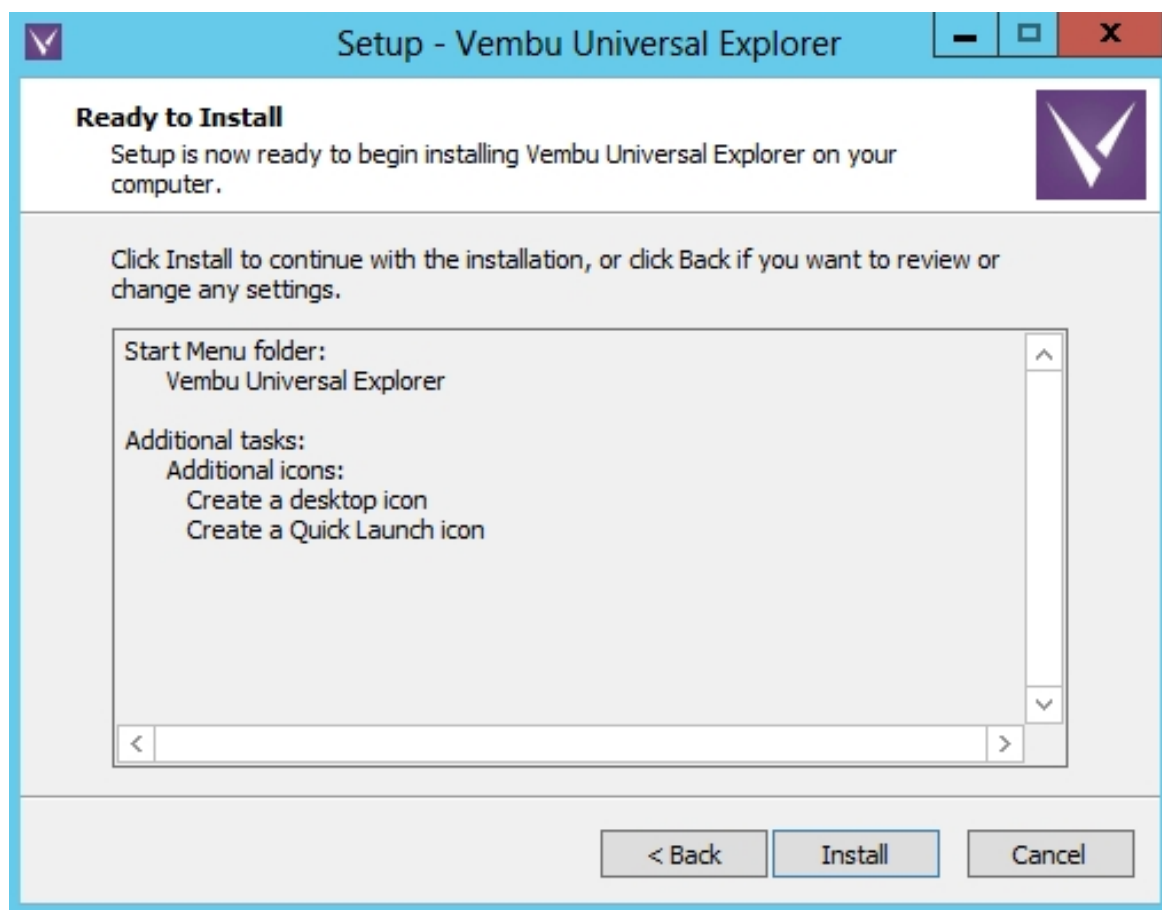 Setup - Vembu Universal Explorer
Ready to Install
Setup is now ready to begin installing Vembu Universal Explorer on your
computer.
Click Install to continue with the installation, or click Back if you want to review or
change any settings.
Start Menu folder:
Vembu Universal Explorer
Additional tasks:
Additional icons:
Create a desktop icon
Create a Quick Launch icon
< Back
Install
Cancel